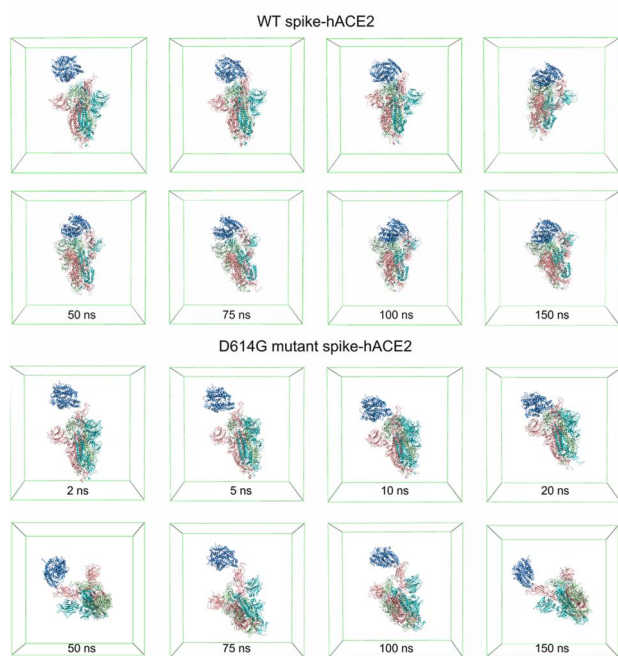 WT spike-hACE2
50 ns 75 ns 100 ns 150 ns
D614G mutant spike-hACE2
2 ns 5 ns 10 ns 20 ns
50 ns 75 ns 100 ns 150 ns